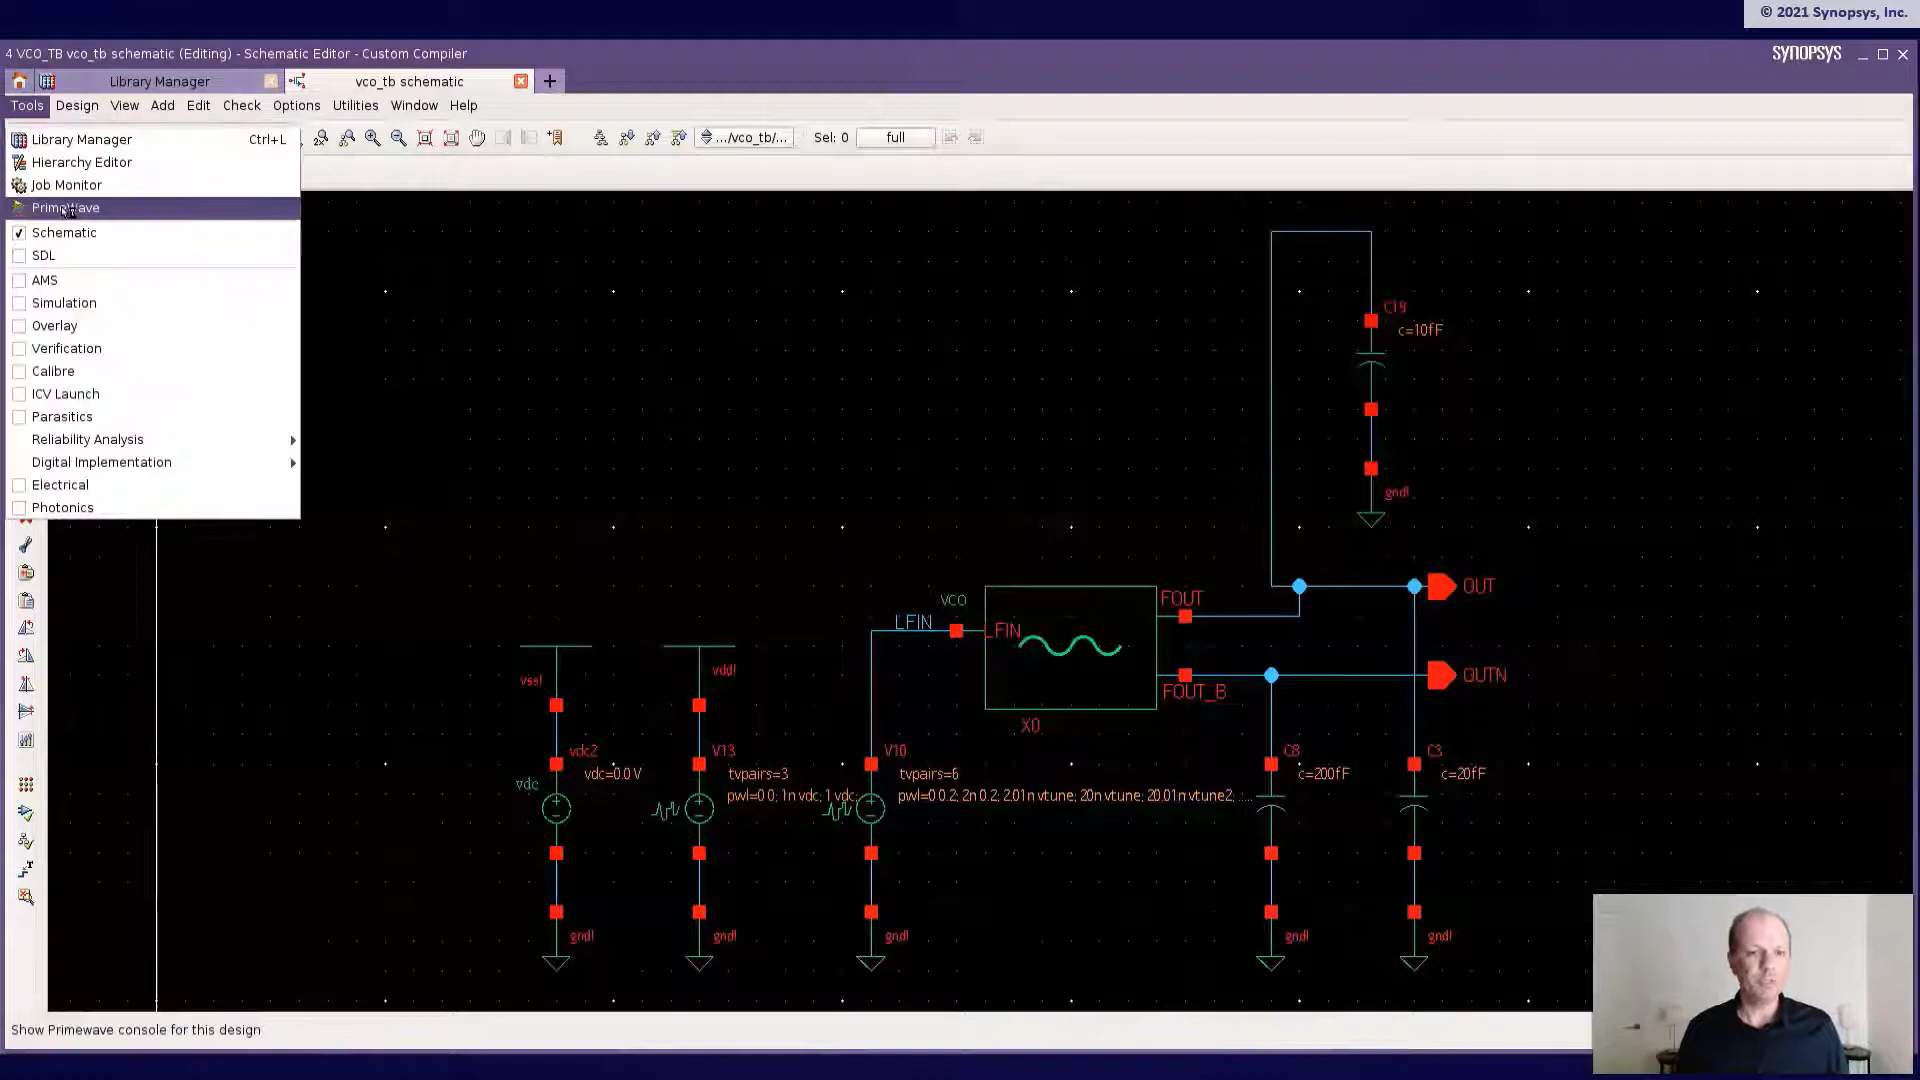 © 2021 Synopsys, Inc.
4 VCO_TB vco_tb schematic (Editing) - Schematic Editor - Custom Compiler
SYNOPSYS
Library Manager
vco_tb schematic
Tools Design View Add Edit Check Options Utilities Window Help
Library Manager Ctrl+L
.../vco_tb/...
Sel: 0
full
Hierarchy Editor
Job Monitor
PrimeWave
Schematic
SDL
AMS
Simulation
Overlay
Verification
Calibre
ICV Launch
Parasitics
Reliability Analysis
Digital Implementation
Electrical
Photonics
c=10fF
gnd!
VCO
FOUT
OUT
LFIN
LFIN
OUTN
FOUT_B
X0
vss!
vdd!
vdc2
vdc
vdc=0.0 V
V13
tvpairs=3
pwl=0 0; 1n vdc; 1 vdc;
V10
tvpairs=6
pwl=0 0.2; 2n 0.2; 2.01n vtune; 20n vtune; 20.01n vtune2; .....
C8
c=200fF
C3
c=20fF
gnd!
gnd!
gnd!
gnd!
gnd!
Show Primewave console for this design